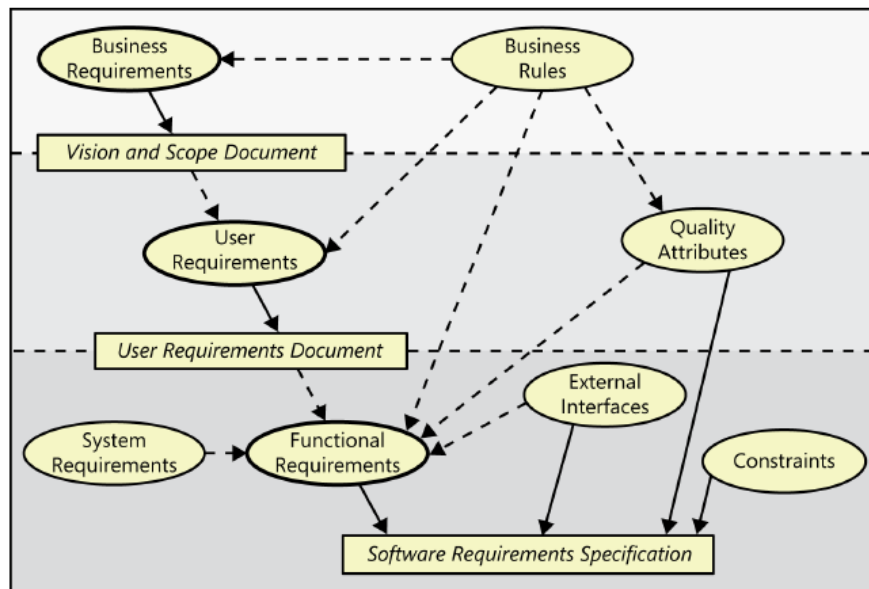 Business
Requirements
Business
Rules
Vision and Scope Document
User
Requirements
Quality
Attributes
User Requirements Document
External
Interfaces
System
Requirements
Functional
Requirements
Constraints
Software Requirements Specification